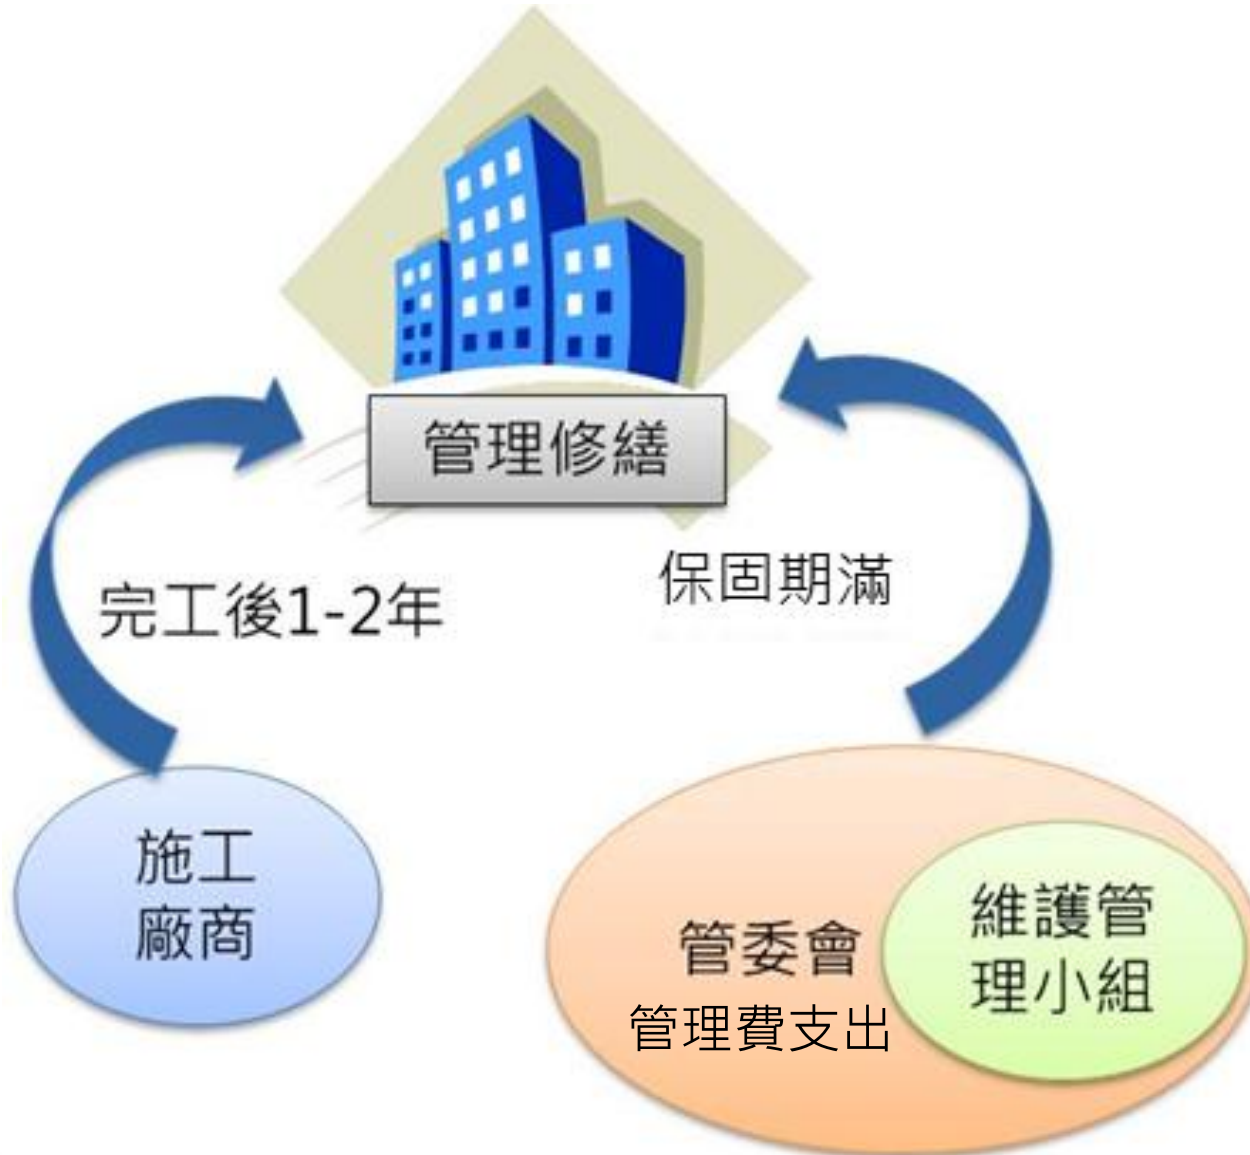 管理修繕
完工後1-2年
保固期滿
施工
廠商
管委會
管理費支出
維護管
理小組